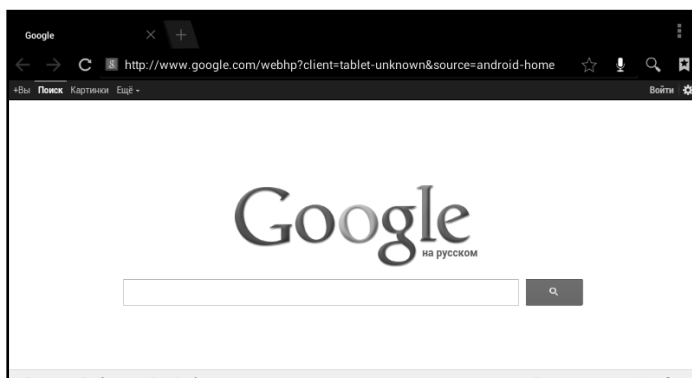 Google
http://www.google.com/webhp?client=tablet-unknown&source=android-home
+Вы Поиск Картинки Ещё Войти
Google
на русском